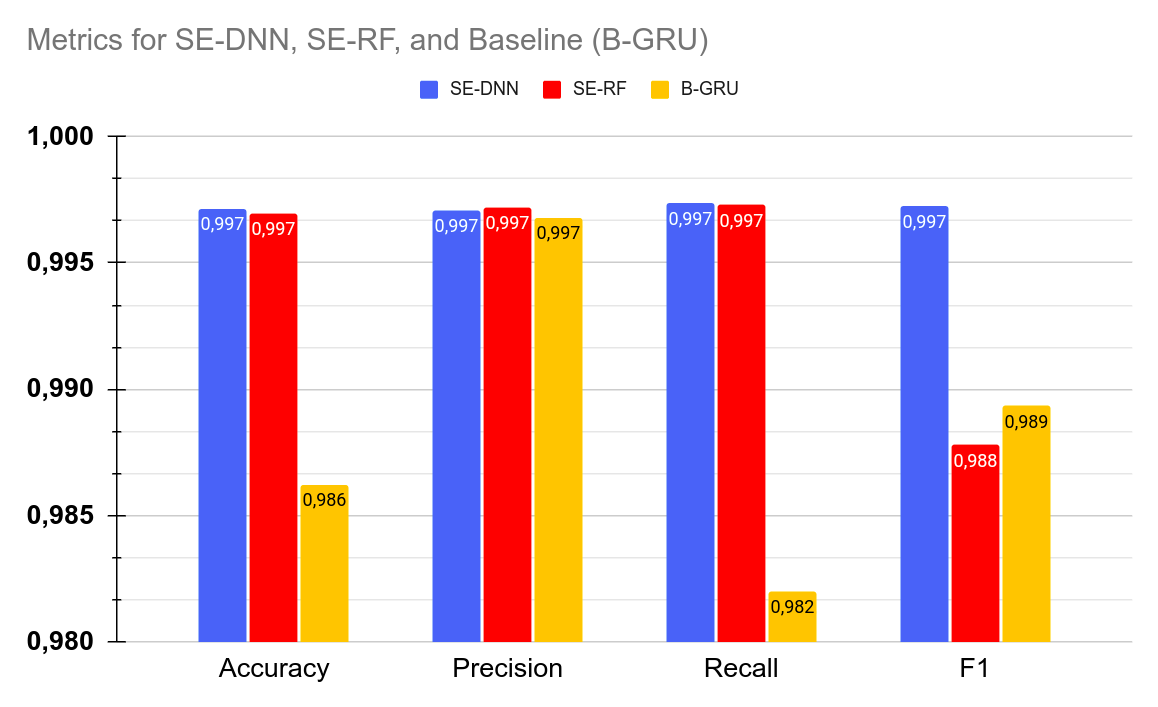 Metrics for SE-DNN, SE-RF, and Baseline (B-GRU)
SE-DNN SE-RF B-GRU
1,000
0,995
0,990
0,985
0,980
0,997 0,997 0,986
0,997 0,997 0,997
0,997 0,997 0,982
0,997 0,988 0,989
Accuracy Precision Recall F1